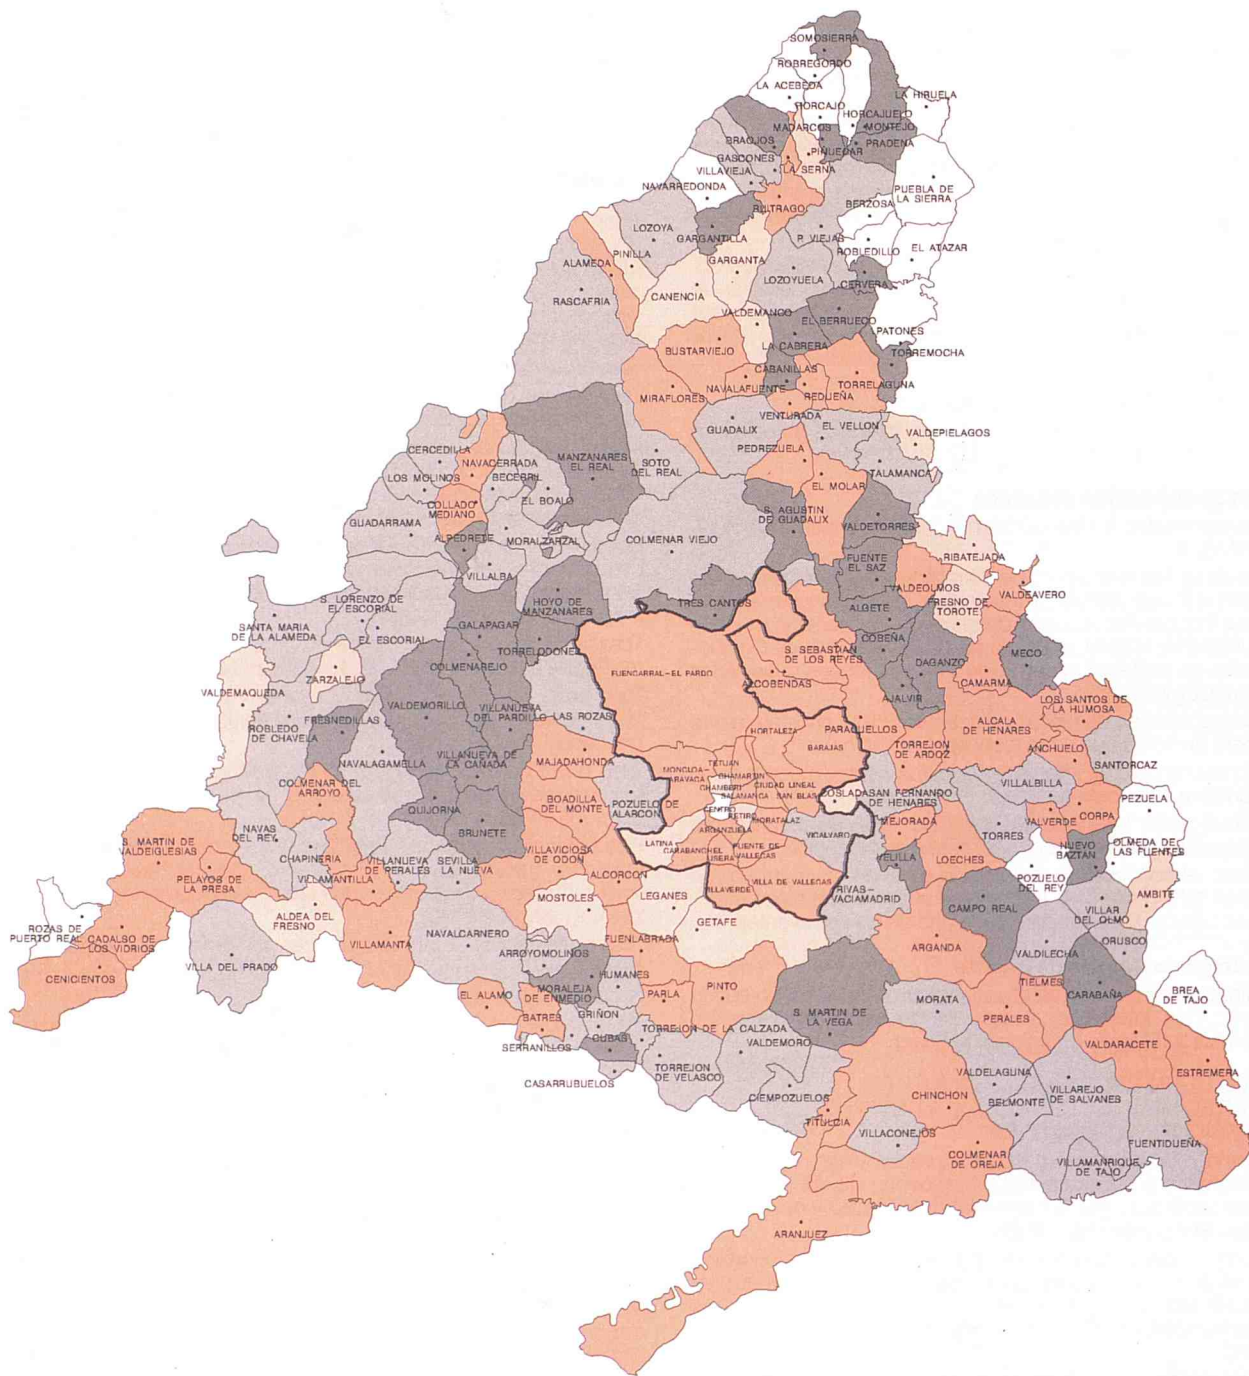 SOMOSIERRA
ROBREGORDO
LA ACEBEDA
LA HIRUELA
HORCAJO
HORCAJUELO
MADARCOS
MONTEJO
BRAOJOS
PIÑUECAR
PRADENA
GASCONES
VILLAVIEJA
LA SERNA
NAVARREDONDA
PUEBLA DE
LA SIERRA
BUITRAGO
BERZOSA
LOZOYA
GARGANTILLA
P. VIEJAS
ROBLEDILLO
EL ATAZAR
PINILLA
ALAMEDA
GARGANTA
LOZOYUELA
CERVERA
RASCAFRIA
CANENCIA
VALDEMANCO
EL BERRUECO
PATONES
BUSTARVIEJO
LA CABRERA
TORREMOCHA
CABANILLAS
NAVALAFUENTE
TORRELAGUNA
MIRAFLORES
REDUEÑA
VENTURADA
GUADALIX
EL VELLON
VALDEPIELAGOS
CERCEDILLA
NAVACERRADA
MANZANARES
EL REAL
SOTO
DEL REAL
PEDREZUELA
TALAMANCA
LOS MOLINOS
BECERRIL
EL BOALO
EL MOLAR
COLLADO
MEDIANO
GUADARRAMA
S. AGUSTIN
DE GUADALIX
VALDETORRES
ALPEDRETE
MORALZARZAL
COLMENAR VIEJO
RIBATEJADA
VILLALBA
FUENTE
EL SAZ
VALDEOLMOS
FRESNO DE
TOROTE
VALDEAVERO
S. LORENZO DE
EL ESCORIAL
HOYO DE
MANZANARES
TRES CANTOS
ALGETE
SANTA MARIA
DE LA ALAMEDA
GALAPAGAR
EL ESCORIAL
COBEÑA
TORRELODONES
S. SEBASTIAN
DE LOS REYES
DAGANZO
MECO
COLMENAREJO
FUENCARRAL-EL PARDO
CAMARMA
ZARZALEJO
ALCOBENDAS
AJALVIR
VALDEMAQUEDA
VALDEMORILLO
VILLANUEVA
DEL PARDILLO
LOS SANTOS DE
LA HUMOSA
FRESNEDILLAS
LAS ROZAS
ROBLEDO
DE CHAVELA
ALCALA
DE HENARES
PARACUELLOS
HORTALEZA
VILLANUEVA DE
LA CAÑADA
BARAJAS
TORREJON
DE ARDOZ
ANCHUELO
NAVALAGAMELLA
MAJADAHONDA
TETUAN
SANTORCAZ
MONCLOA-
ARAVACA
CHAMARTIN
COLMENAR DEL
ARROYO
CIUDAD LINEAL
VILLALBILLA
CHAMBERI
SALAMANCA
SAN BLAS
COSLADA
SAN FERNANDO
DE HENARES
PEZUELA
QUIJORNA
BOADILLA
DEL MONTE
POZUELO DE
ALARCON
CENTRO
RETIRO
MORATALAZ
MEJORADA
VALVERDE
CORPA
BRUNETE
NAVAS
DEL REY
ARGANZUELA
VICALVARO
TORRES
S. MARTIN DE
VALDEIGLESIAS
LATINA
CARABANCHEL
USERA
PUENTE DE
VALLECAS
NUEVO
BAZTAN
OLMEDA DE
LAS FUENTES
CHAPINERIA
VILLANUEVA
DE PERALES
SEVILLA
LA NUEVA
VILLAVICIOSA
DE ODON
VELILLA
LOECHES
POZUELO
DEL REY
PELAYOS DE
LA PRESA
VILLAMANTILLA
ALCORCON
VILLAVERDE
VILLA DE VALLECAS
RIVAS-
VACIAMADRID
AMBITE
MOSTOLES
LEGANES
CAMPO REAL
VILLAR
DEL OLMO
ROZAS DE
PUERTO REAL
ALDEA DEL
FRESNO
GETAFE
CADALSO DE
LOS VIDRIOS
NAVALCARNERO
ARGANDA
ORUSCO
VILLAMANTA
FUENLABRADA
VALDILECHA
ARROYOMOLINOS
VILLA DEL PRADO
CENICIENTOS
HUMANES
TIELMES
CARABAÑA
BREA
DE TAJO
MORALEJA
DE ENMEDIO
PINTO
EL ALAMO
PARLA
MORATA
PERALES
BATRES
GRIÑON
S. MARTIN DE
LA VEGA
TORREJON DE LA CALZADA
SERRANILLOS
CUBAS
VALDEMORO
VALDARACETE
ESTREMERA
CASARRUBUELOS
TORREJON
DE VELASCO
VALDELAGUNA
CIEMPOZUELOS
CHINCHON
BELMONTE
VILLAREJO
DE SALVANES
TITULCIA
VILLACONEJOS
FUENTIDUEÑA
COLMENAR
DE OREJA
VILLAMANRIQUE
DE TAJO
ARANJUEZ